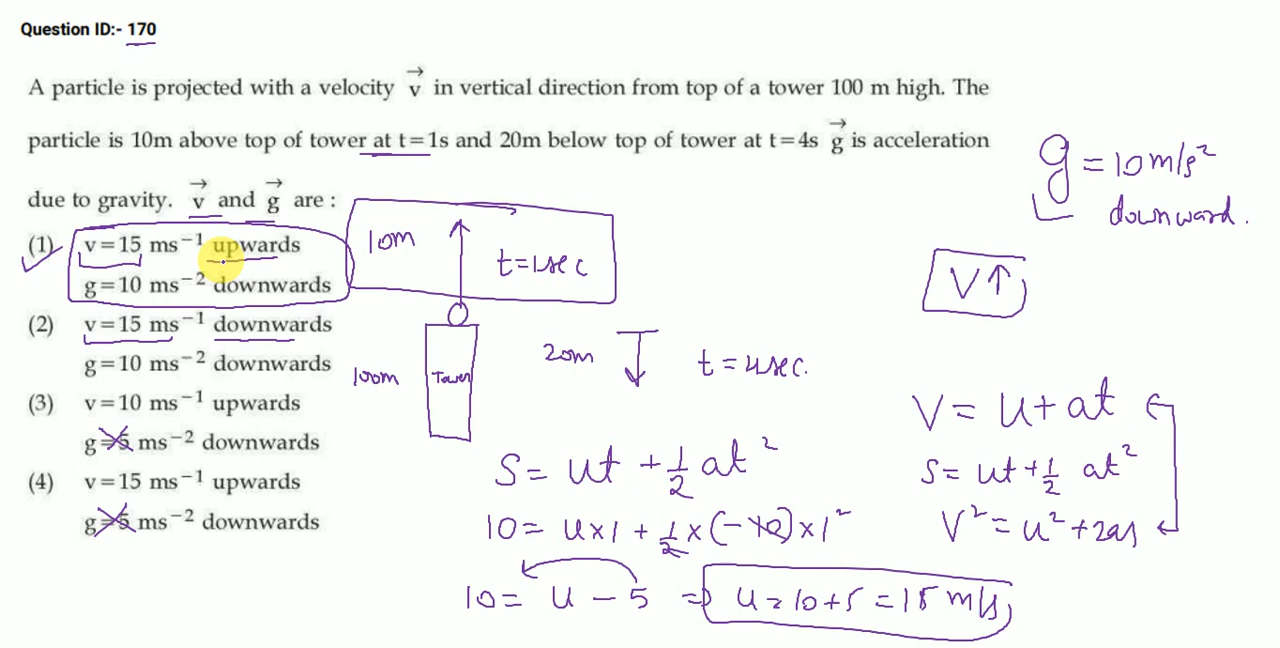 Question ID:- 170
A particle is projected with a velocity v⃗ in vertical direction from top of a tower 100 m high. The
particle is 10m above top of tower at t=1s and 20m below top of tower at t=4s g⃗ is acceleration
due to gravity. v⃗ and g⃗ are :
(1) v=15 ms⁻¹ upwards
g=10 ms⁻² downwards
(2) v=15 ms⁻¹ downwards
g=10 ms⁻² downwards
(3) v=10 ms⁻¹ upwards
g=5 ms⁻² downwards
(4) v=15 ms⁻¹ upwards
g=5 ms⁻² downwards
g = 10 m/s²
downward.
10m
t=1sec
V↑
100m
Tower
20m ↓ t=4sec.
S= ut + 1/2 at²
10= u×1 + 1/2 ×(-10)×1²
10= u - 5 ⇒ u = 10+5 = 15 m/s
V= u+at
S= ut+1/2 at²
V²= u²+2as